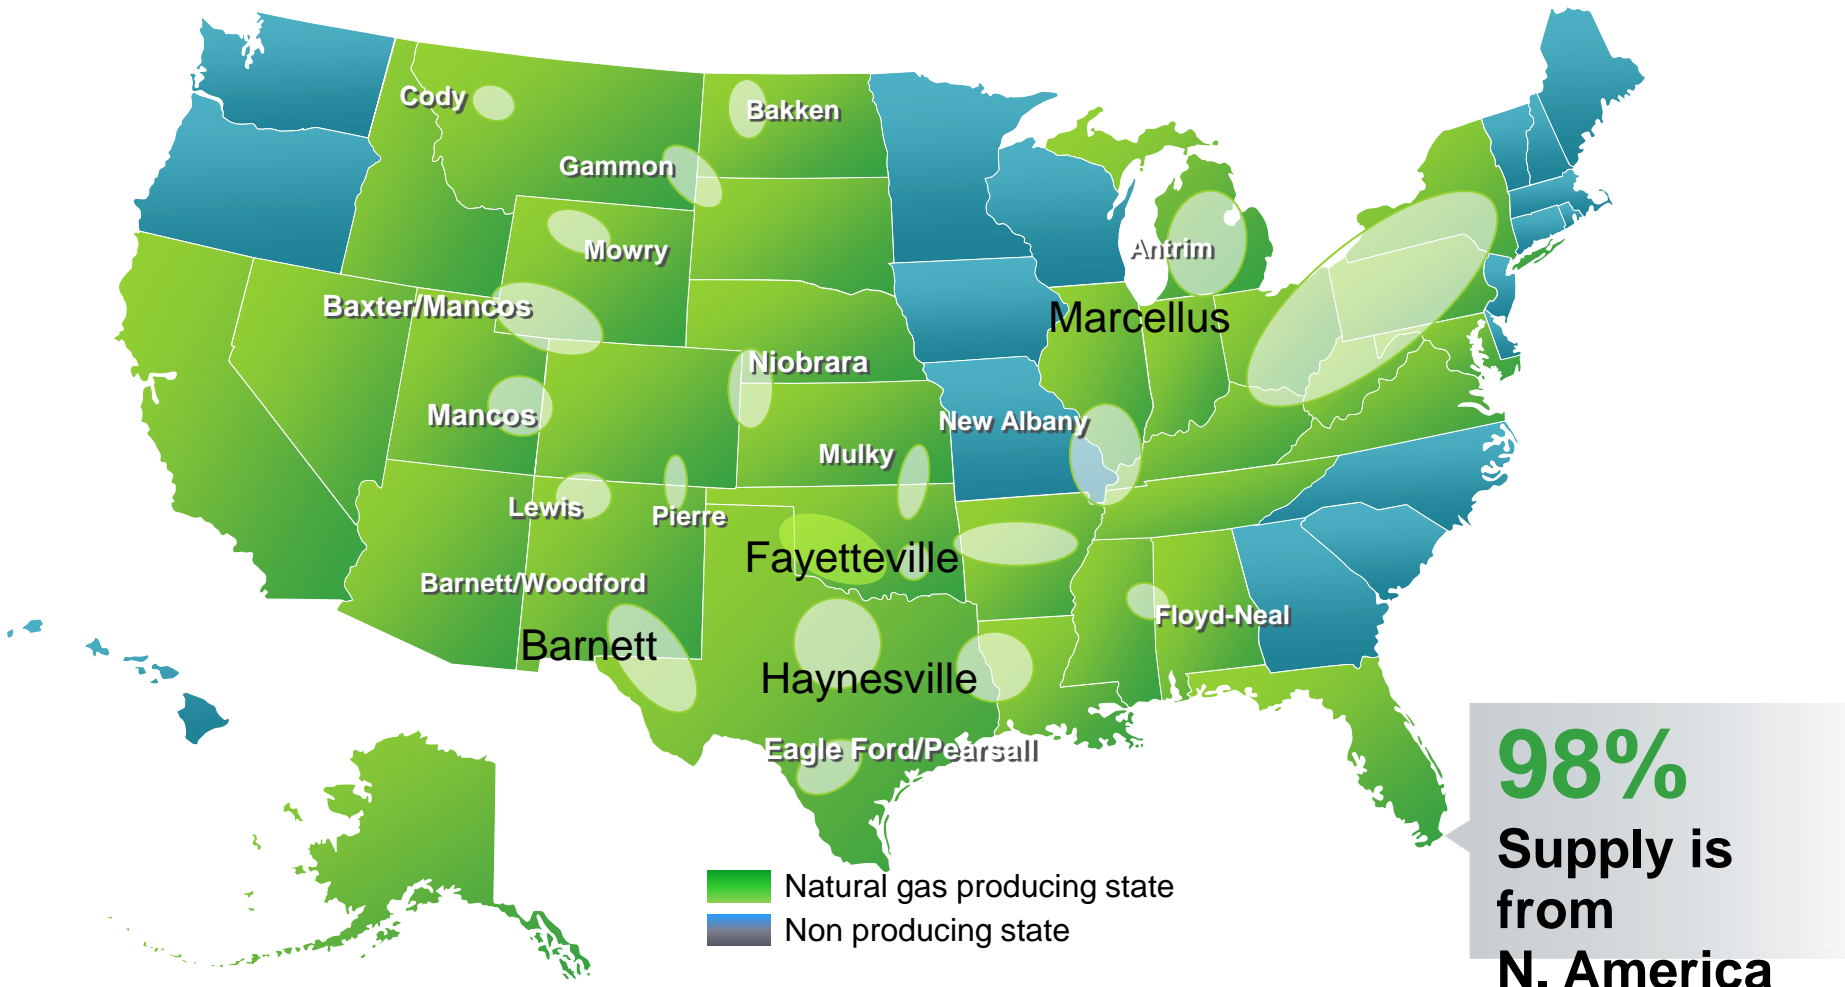 Cody
Bakken
Gammon
Mowry
Antrim
Baxter/Mancos
Marcellus
Niobrara
Mancos
New Albany
Mulky
Lewis
Pierre
Fayetteville
Barnett/Woodford
Floyd-Neal
Barnett
Haynesville
Eagle Ford/Pearsall
98%
Supply is
from
N. America
Natural gas producing state
Non producing state